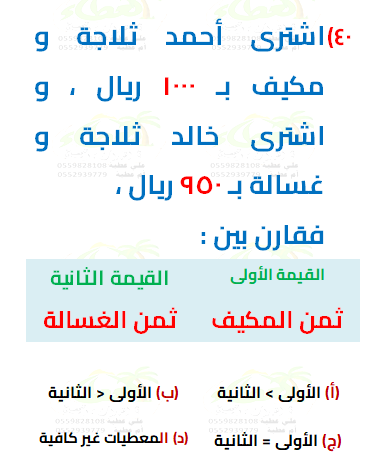 ٤٠) اشترى أحمد ثلاجة و
مكيف بـ ١٠٠٠ ريال ، و
اشترى خالد ثلاجة و
غسالة بـ ٩٥٠ ريال ،
فقارن بين :
القيمة الأولى القيمة الثانية
ثمن المكيف ثمن الغسالة
(أ) الأولى > الثانية (ب) الأولى < الثانية
(ج) الأولى = الثانية (د) المعطيات غير كافية